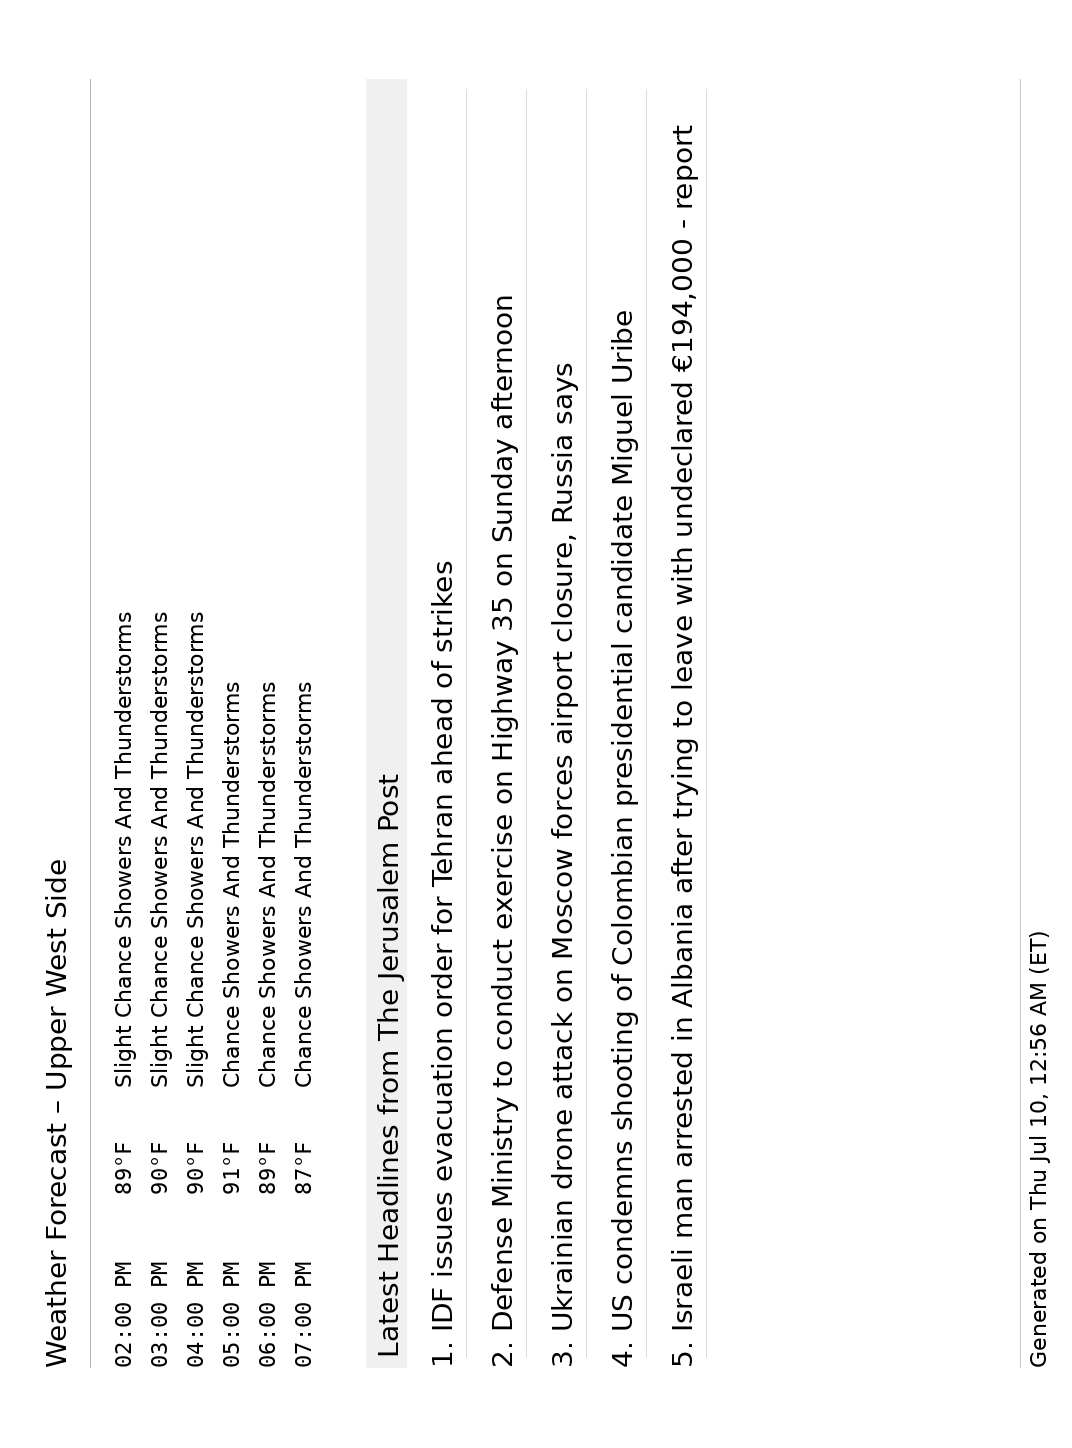 Weather Forecast – Upper West Side
02:00 PM 89°F Slight Chance Showers And Thunderstorms
03:00 PM 90°F Slight Chance Showers And Thunderstorms
04:00 PM 90°F Slight Chance Showers And Thunderstorms
05:00 PM 91°F Chance Showers And Thunderstorms
06:00 PM 89°F Chance Showers And Thunderstorms
07:00 PM 87°F Chance Showers And Thunderstorms
Latest Headlines from The Jerusalem Post
1. IDF issues evacuation order for Tehran ahead of strikes
2. Defense Ministry to conduct exercise on Highway 35 on Sunday afternoon
3. Ukrainian drone attack on Moscow forces airport closure, Russia says
4. US condemns shooting of Colombian presidential candidate Miguel Uribe
5. Israeli man arrested in Albania after trying to leave with undeclared €194,000 - report
Generated on Thu Jul 10, 12:56 AM (ET)